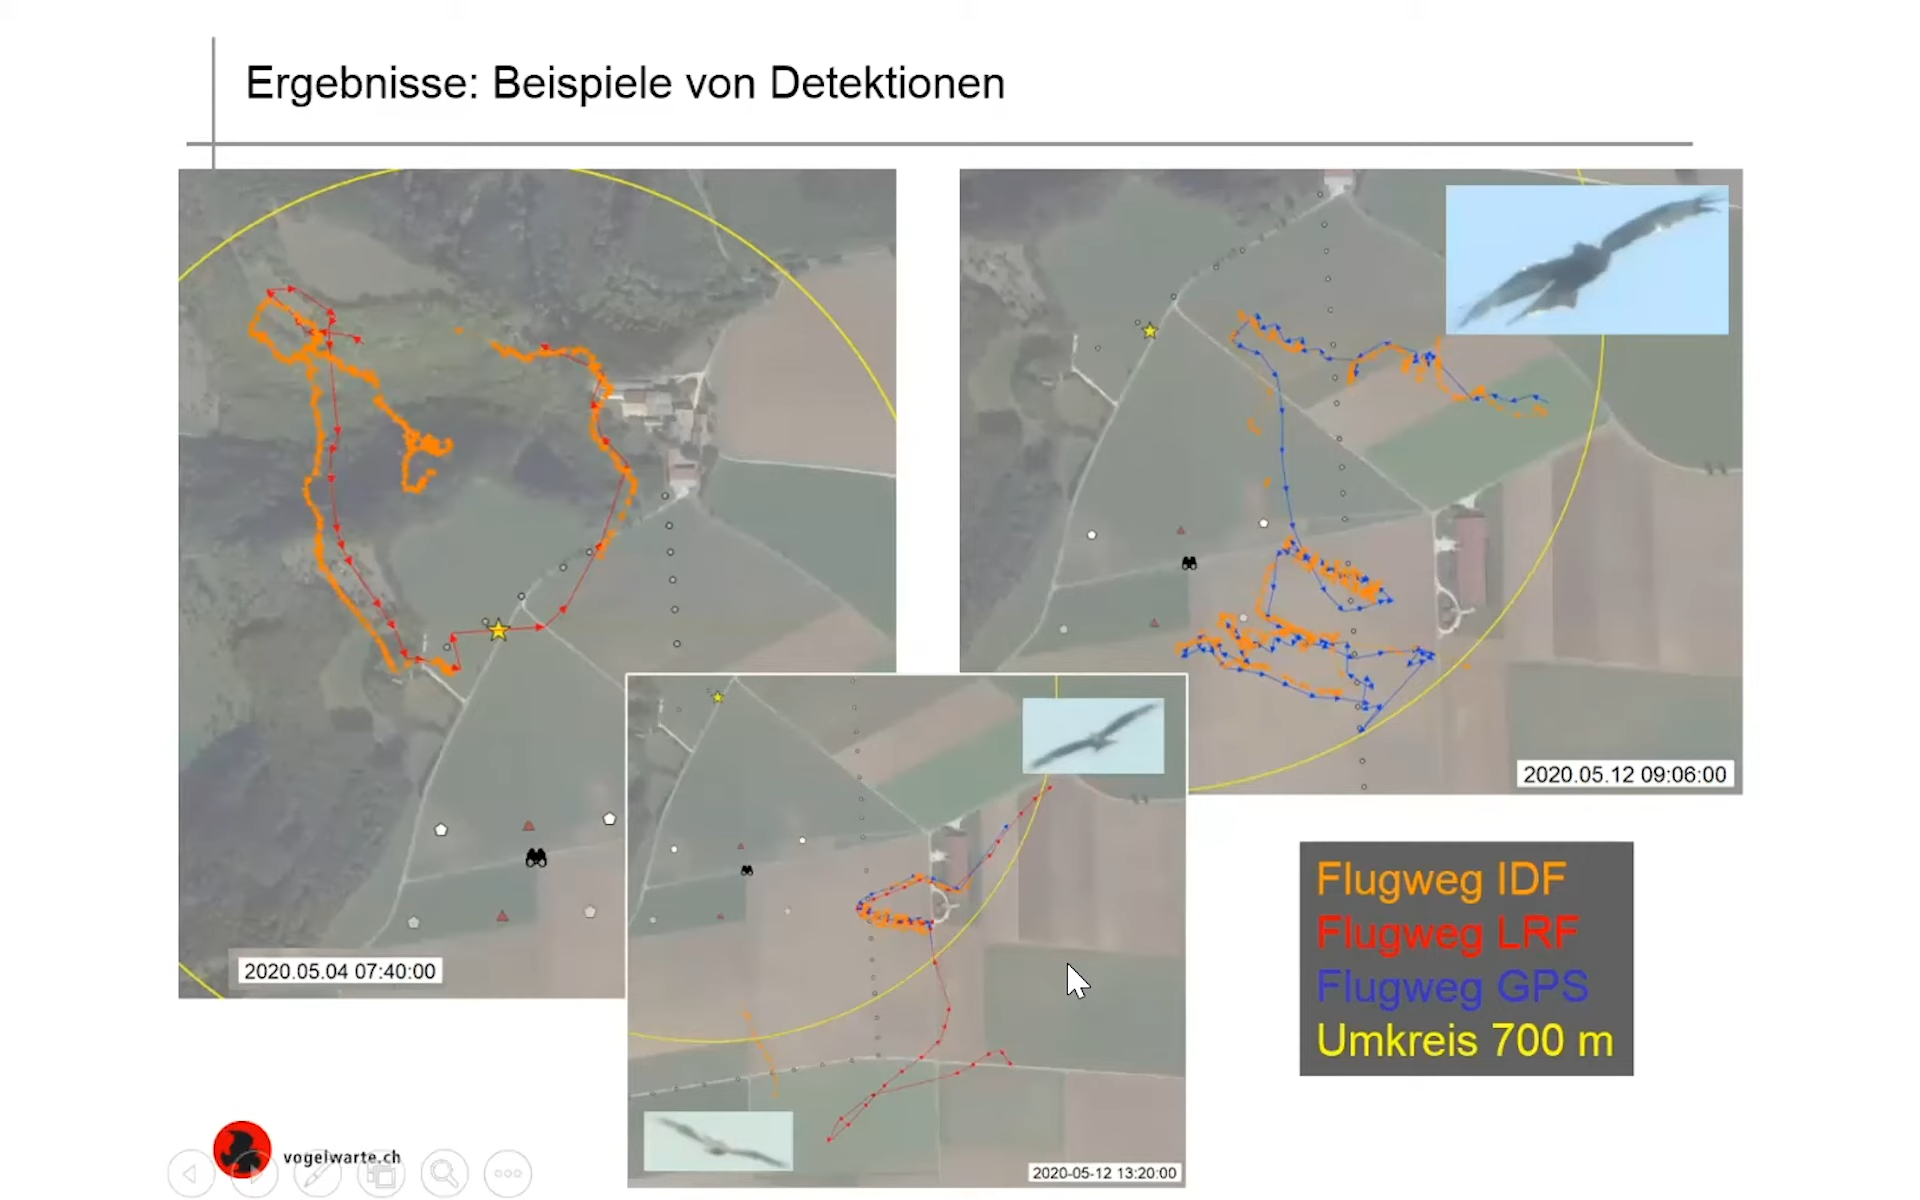 Ergebnisse: Beispiele von Detektionen
2020.05.04 07:40:00
2020.05.12 09:06:00
2020-05-12 13:20:00
Flugweg IDF
Flugweg LRF
Flugweg GPS
Umkreis 700 m
vogelwarte.ch